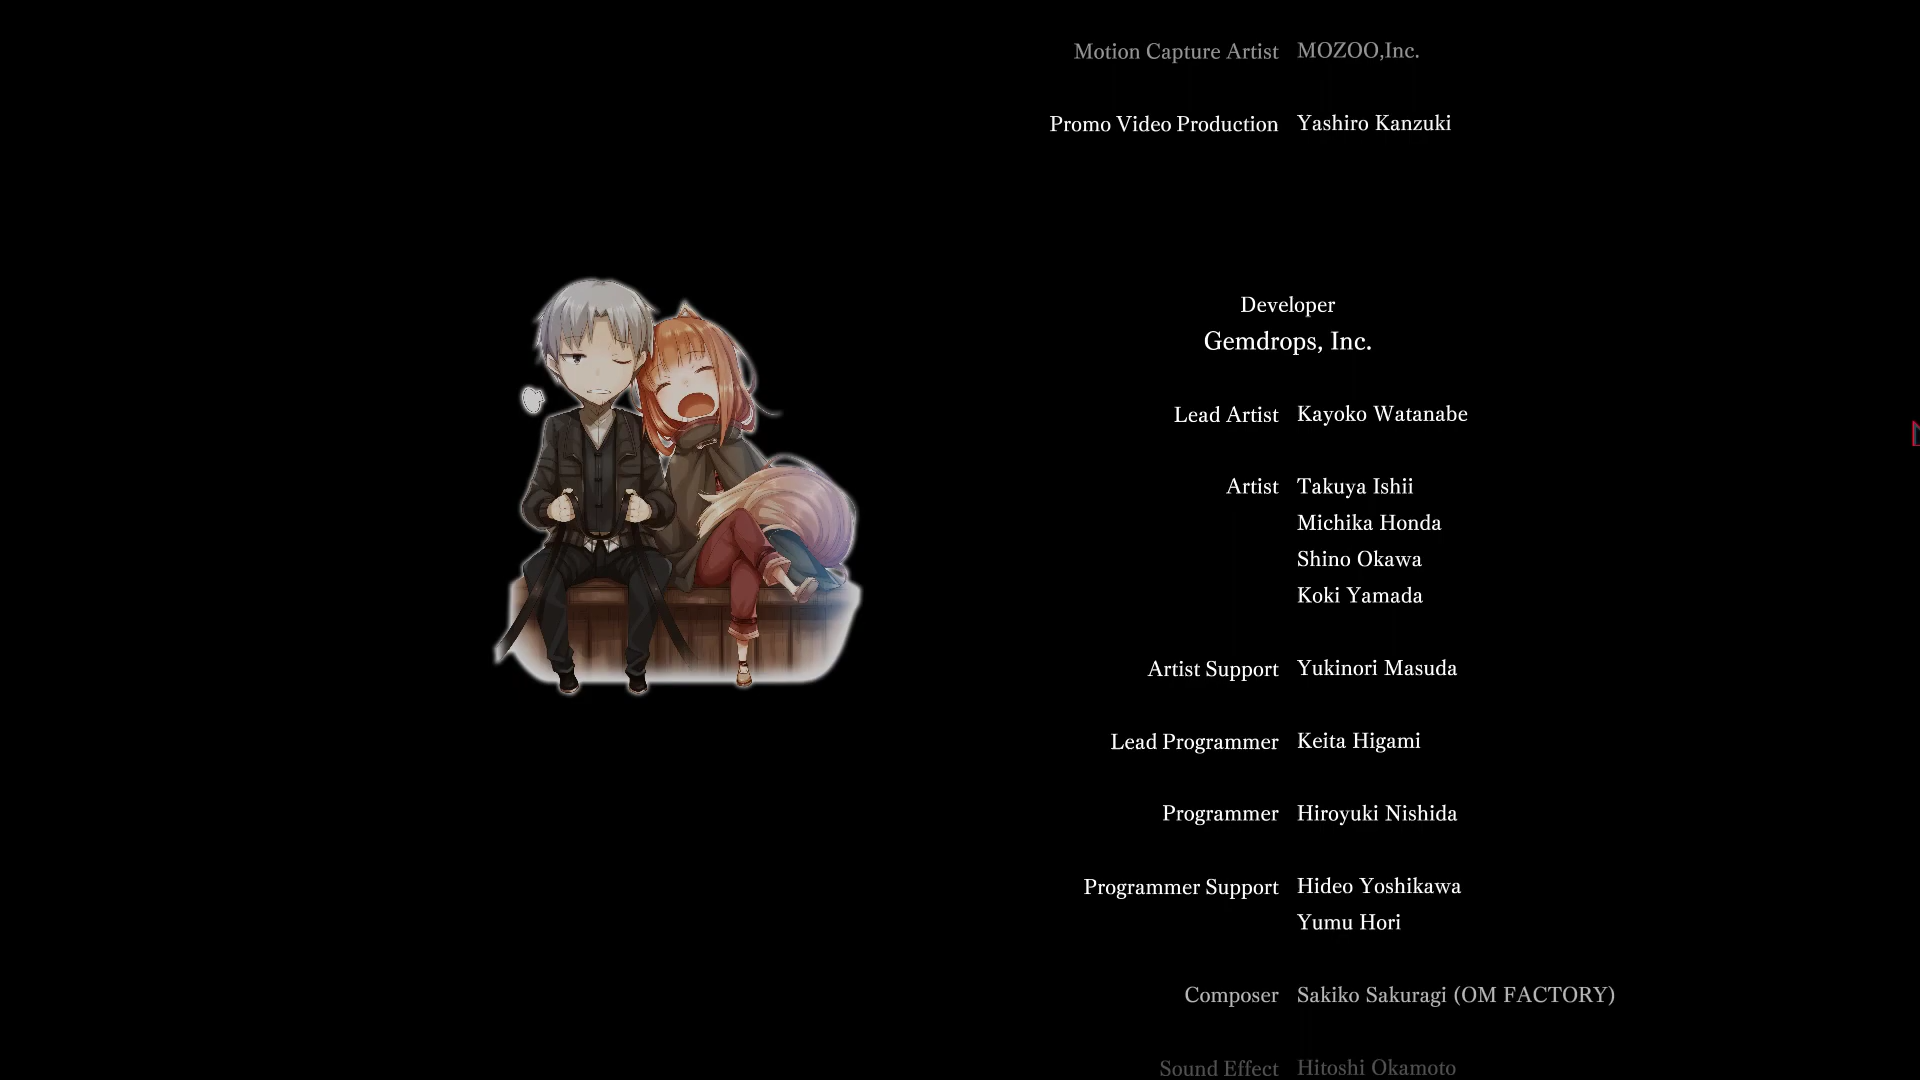 Motion Capture Artist MOZOO,Inc.
Promo Video Production Yashiro Kanzuki
Developer
Gemdrops, Inc.
Lead Artist Kayoko Watanabe
Artist Takuya Ishii
Michika Honda
Shino Okawa
Koki Yamada
Artist Support Yukinori Masuda
Lead Programmer Keita Higami
Programmer Hiroyuki Nishida
Programmer Support Hideo Yoshikawa
Yumu Hori
Composer Sakiko Sakuragi (OM FACTORY)
Sound Effect Hitoshi Okamoto